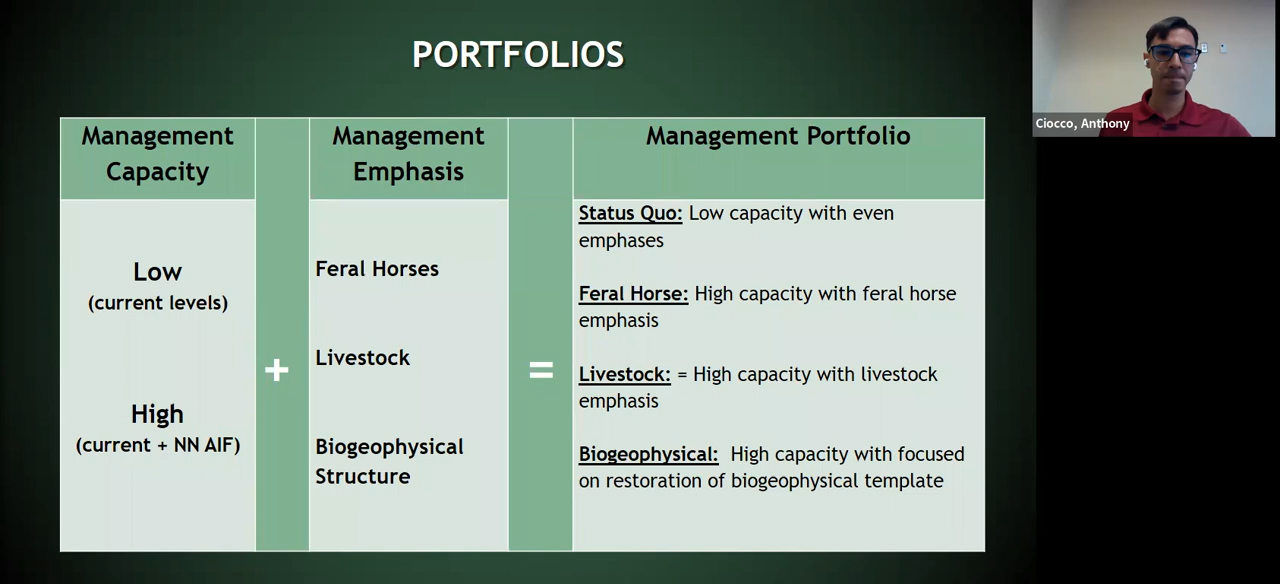 PORTFOLIOS
Ciocco, Anthony
Management
Capacity
Management
Emphasis
Management Portfolio
Low
(current levels)
High
(current + NN AIF)
+
Feral Horses
Livestock
Biogeophysical
Structure
=
Status Quo: Low capacity with even
emphases
Feral Horse: High capacity with feral horse
emphasis
Livestock: = High capacity with livestock
emphasis
Biogeophysical: High capacity with focused
on restoration of biogeophysical template